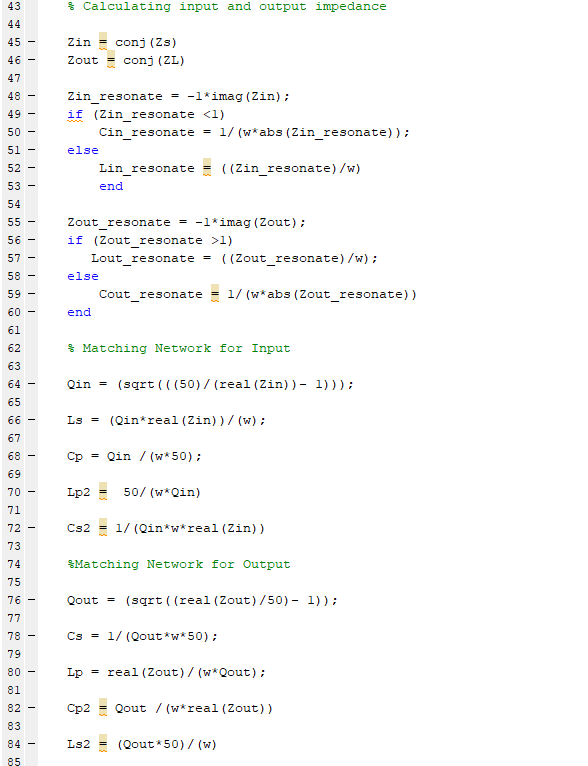 43 % Calculating input and output impedance
44
45 - Zin = conj(Zs)
46 - Zout = conj(ZL)
47
48 - Zin_resonate = -1*imag(Zin);
49 - if (Zin_resonate <1)
50 - Cin_resonate = 1/(w*abs(Zin_resonate));
51 - else
52 - Lin_resonate = ((Zin_resonate)/w)
53 - end
54
55 - Zout_resonate = -1*imag(Zout);
56 - if (Zout_resonate >1)
57 - Lout_resonate = ((Zout_resonate)/w);
58 - else
59 - Cout_resonate = 1/(w*abs(Zout_resonate))
60 - end
61
62 % Matching Network for Input
63
64 - Qin = (sqrt(((50)/(real(Zin))- 1)));
65
66 - Ls = (Qin*real(Zin))/(w);
67
68 - Cp = Qin /(w*50);
69
70 - Lp2 = 50/(w*Qin)
71
72 - Cs2 = 1/(Qin*w*real(Zin))
73
74 %Matching Network for Output
75
76 - Qout = (sqrt((real(Zout)/50)- 1));
77
78 - Cs = 1/(Qout*w*50);
79
80 - Lp = real(Zout)/(w*Qout);
81
82 - Cp2 = Qout /(w*real(Zout))
83
84 - Ls2 = (Qout*50)/(w)
85